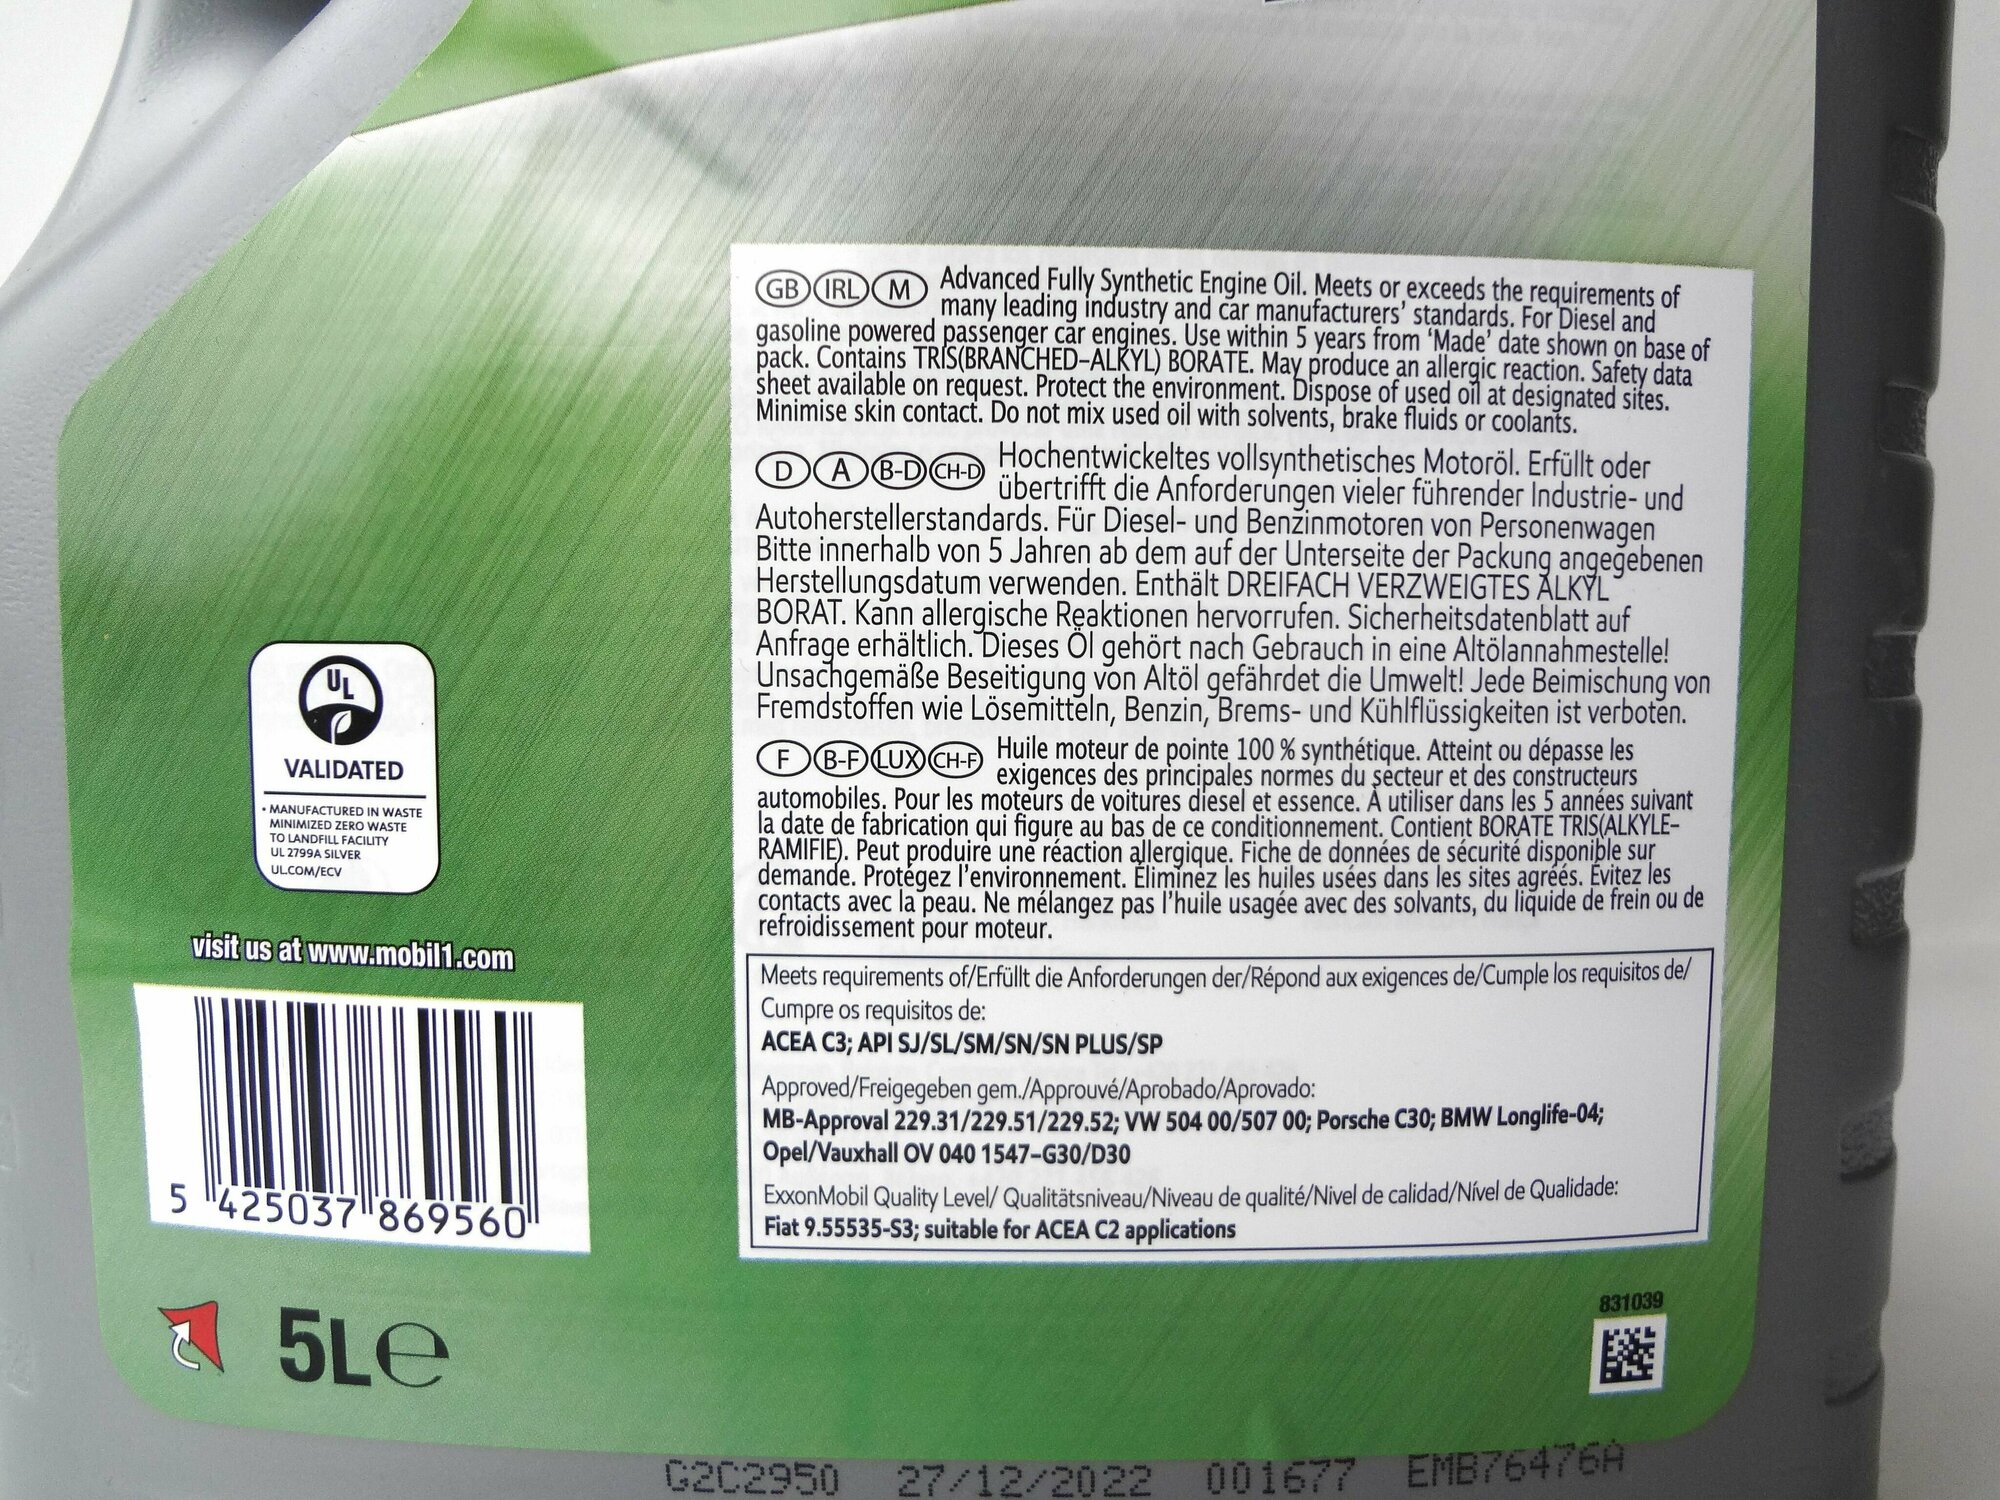 GB IRL M Advanced Fully Synthetic Engine Oil. Meets or exceeds the requirements of
many leading industry and car manufacturers' standards. For Diesel and
gasoline powered passenger car engines. Use within 5 years from 'Made' date shown on base of
pack. Contains TRIS(BRANCHED-ALKYL) BORATE. May produce an allergic reaction. Safety data
sheet available on request. Protect the environment. Dispose of used oil at designated sites.
Minimise skin contact. Do not mix used oil with solvents, brake fluids or coolants.
D A B-D CH-D Hochentwickeltes vollsynthetisches Motoröl. Erfüllt oder
übertrifft die Anforderungen vieler führender Industrie- und
Autoherstellerstandards. Für Diesel- und Benzinmotoren von Personenwagen
Bitte innerhalb von 5 Jahren ab dem auf der Unterseite der Packung angegebenen
Herstellungsdatum verwenden. Enthält DREIFACH VERZWEIGTES ALKYL
BORAT. Kann allergische Reaktionen hervorrufen. Sicherheitsdatenblatt auf
Anfrage erhältlich. Dieses Öl gehört nach Gebrauch in eine Altölannahmestelle!
Unsachgemäße Beseitigung von Altöl gefährdet die Umwelt! Jede Beimischung von
Fremdstoffen wie Lösemitteln, Benzin, Brems- und Kühlflüssigkeiten ist verboten.
F B-F LUX CH-F Huile moteur de pointe 100 % synthétique. Atteint ou dépasse les
exigences des principales normes du secteur et des constructeurs
automobiles. Pour les moteurs de voitures diesel et essence. À utiliser dans les 5 années suivant
la date de fabrication qui figure au bas de ce conditionnement. Contient BORATE TRIS(ALKYLE-
RAMIFIE). Peut produire une réaction allergique. Fiche de données de sécurité disponible sur
demande. Protégez l'environnement. Éliminez les huiles usées dans les sites agréés. Évitez les
contacts avec la peau. Ne mélangez pas l'huile usagée avec des solvants, du liquide de frein ou de
refroidissement pour moteur.
Meets requirements of/Erfüllt die Anforderungen der/Répond aux exigences de/Cumple los requisitos de/
Cumpre os requisitos de:
ACEA C3; API SJ/SL/SM/SN/SN PLUS/SP
Approved/Freigegeben gem./Approuvé/Aprobado/Aprovado:
MB-Approval 229.31/229.51/229.52; VW 504 00/507 00; Porsche C30; BMW Longlife-04;
Opel/Vauxhall OV 040 1547-G30/D30
ExxonMobil Quality Level/ Qualitätsniveau/Niveau de qualité/Nivel de calidad/Nível de Qualidade:
Fiat 9.55535-S3; suitable for ACEA C2 applications
UL
VALIDATED
• MANUFACTURED IN WASTE
MINIMIZED ZERO WASTE
TO LANDFILL FACILITY
UL 2799A SILVER
UL.COM/ECV
visit us at www.mobil1.com
5 425037 869560
5L e
831039
G2C2950 27/12/2022 001677 EMB76476A